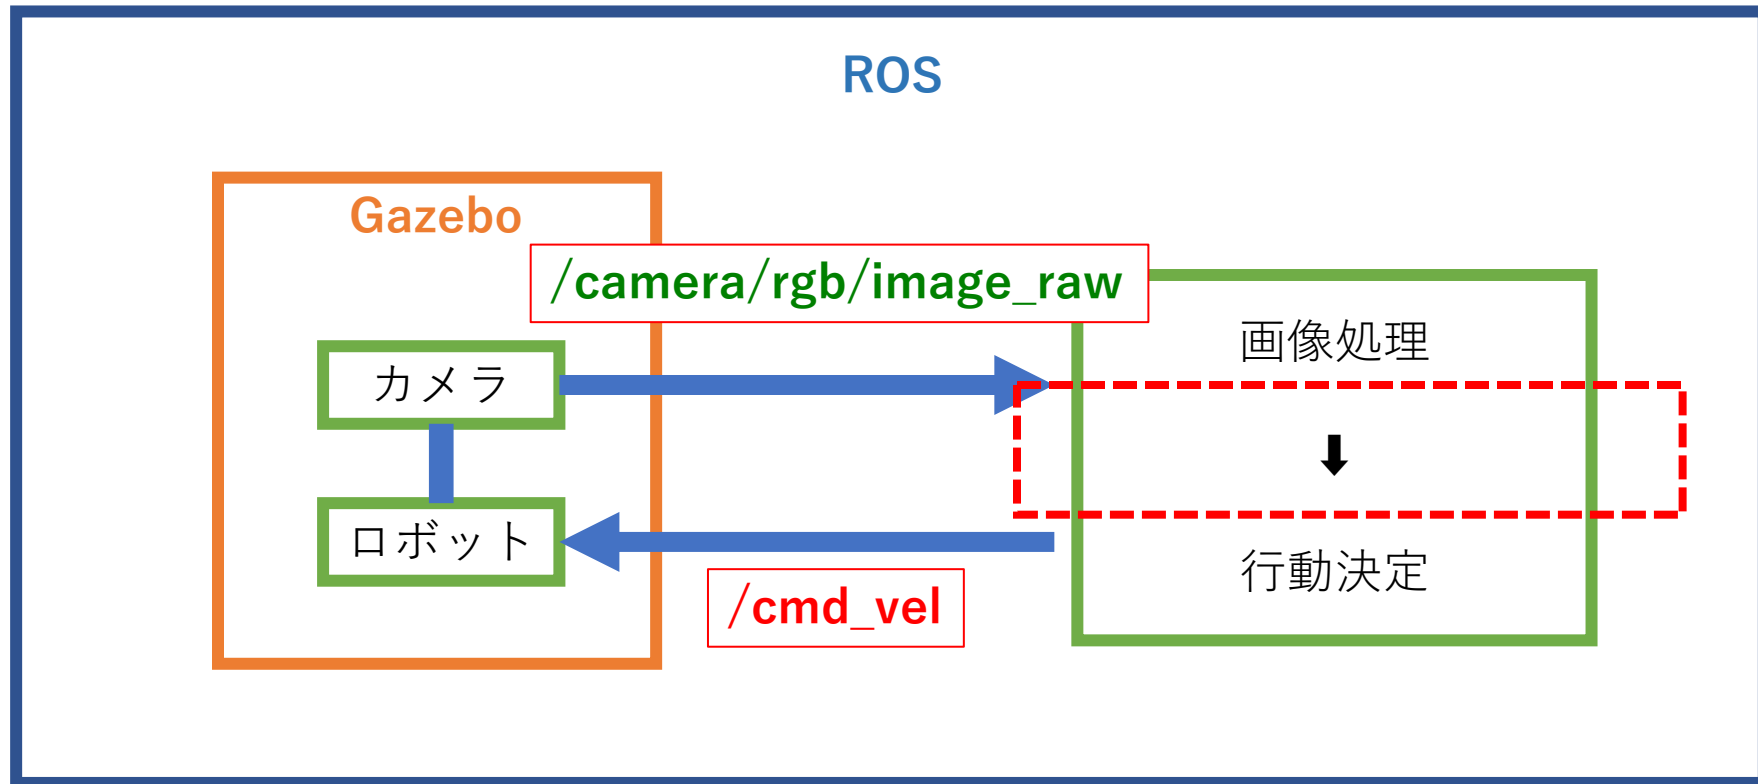 ROS
Gazebo
/camera/rgb/image_raw
画像処理
カメラ
ロボット
行動決定
/cmd_vel